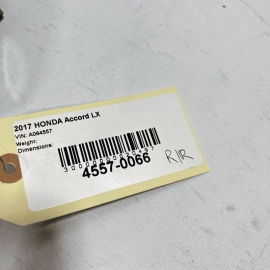 2017 HONDA Accord LX
VIN: A064557
Weight:
Dimensions:
4557-0066
R/R